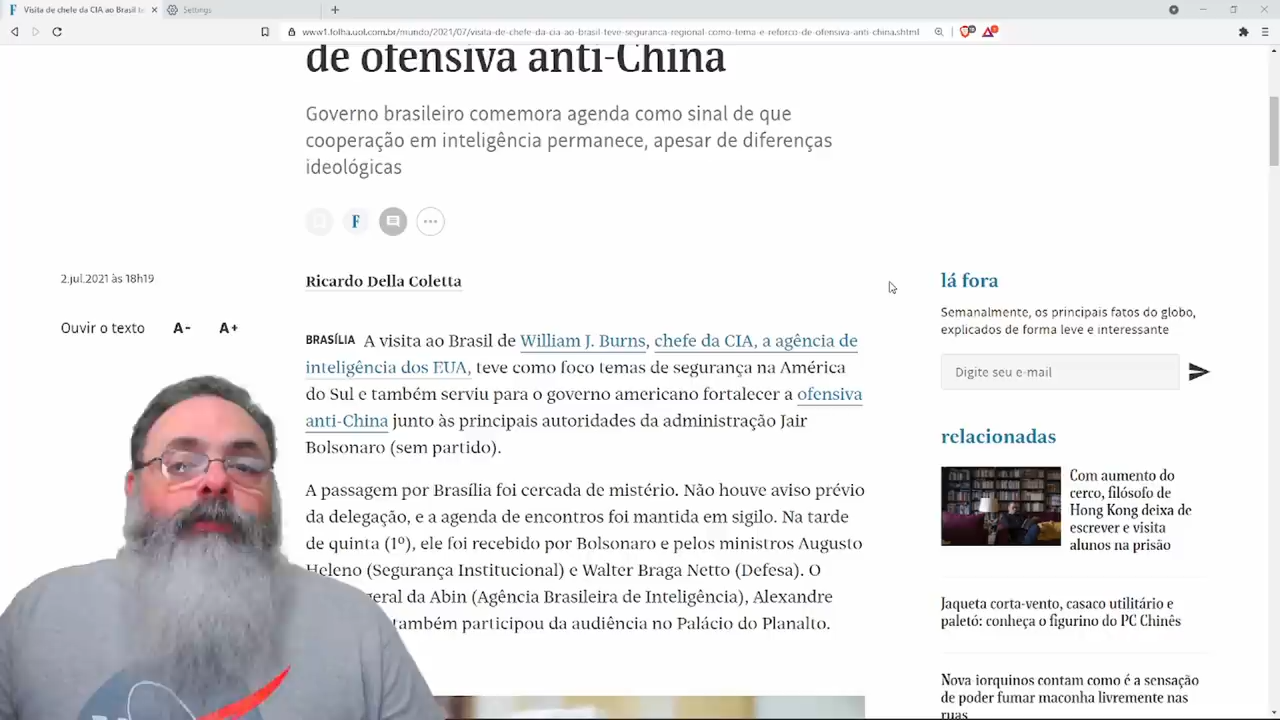 Visita de chefe da CIA ao Brasil te
Settings
www1.folha.uol.com.br/mundo/2021/07/visita-de-chefe-da-cia-ao-brasil-teve-seguranca-regional-como-tema-e-reforco-de-ofensiva-anti-china.shtml
de ofensiva anti-China
Governo brasileiro comemora agenda como sinal de que
cooperação em inteligência permanece, apesar de diferenças
ideológicas
F
2.jul.2021 às 18h19
Ouvir o texto A- A+
Ricardo Della Coletta
BRASÍLIA A visita ao Brasil de William J. Burns, chefe da CIA, a agência de
inteligência dos EUA, teve como foco temas de segurança na América
do Sul e também serviu para o governo americano fortalecer a ofensiva
anti-China junto às principais autoridades da administração Jair
Bolsonaro (sem partido).
A passagem por Brasília foi cercada de mistério. Não houve aviso prévio
da delegação, e a agenda de encontros foi mantida em sigilo. Na tarde
de quinta (1º), ele foi recebido por Bolsonaro e pelos ministros Augusto
Heleno (Segurança Institucional) e Walter Braga Netto (Defesa). O
geral da Abin (Agência Brasileira de Inteligência), Alexandre
também participou da audiência no Palácio do Planalto.
lá fora
Semanalmente, os principais fatos do globo,
explicados de forma leve e interessante
Digite seu e-mail
relacionadas
Com aumento do
cerco, filósofo de
Hong Kong deixa de
escrever e visita
alunos na prisão
Jaqueta corta-vento, casaco utilitário e
paletó: conheça o figurino do PC Chinês
Nova iorquinos contam como é a sensação
de poder fumar maconha livremente nas
ruas